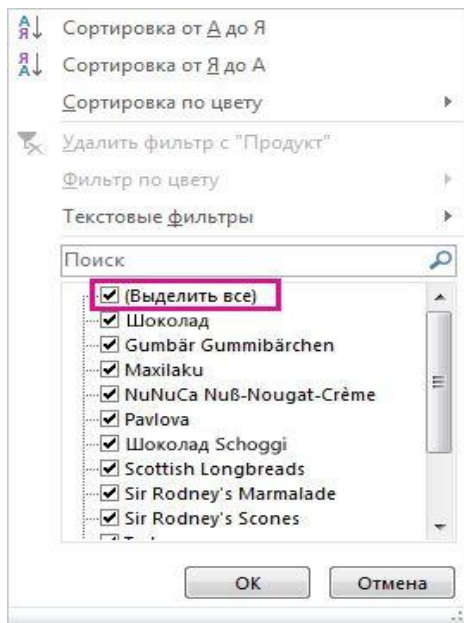 Сортировка от А до Я
Сортировка от Я до А
Сортировка по цвету
Удалить фильтр с "Продукт"
Фильтр по цвету
Текстовые фильтры
Поиск
(Выделить все)
Шоколад
Gumbär Gummibärchen
Maxilaku
NuNuCa Nuß-Nougat-Crème
Pavlova
Шоколад Schoggi
Scottish Longbreads
Sir Rodney's Marmalade
Sir Rodney's Scones
ОК
Отмена